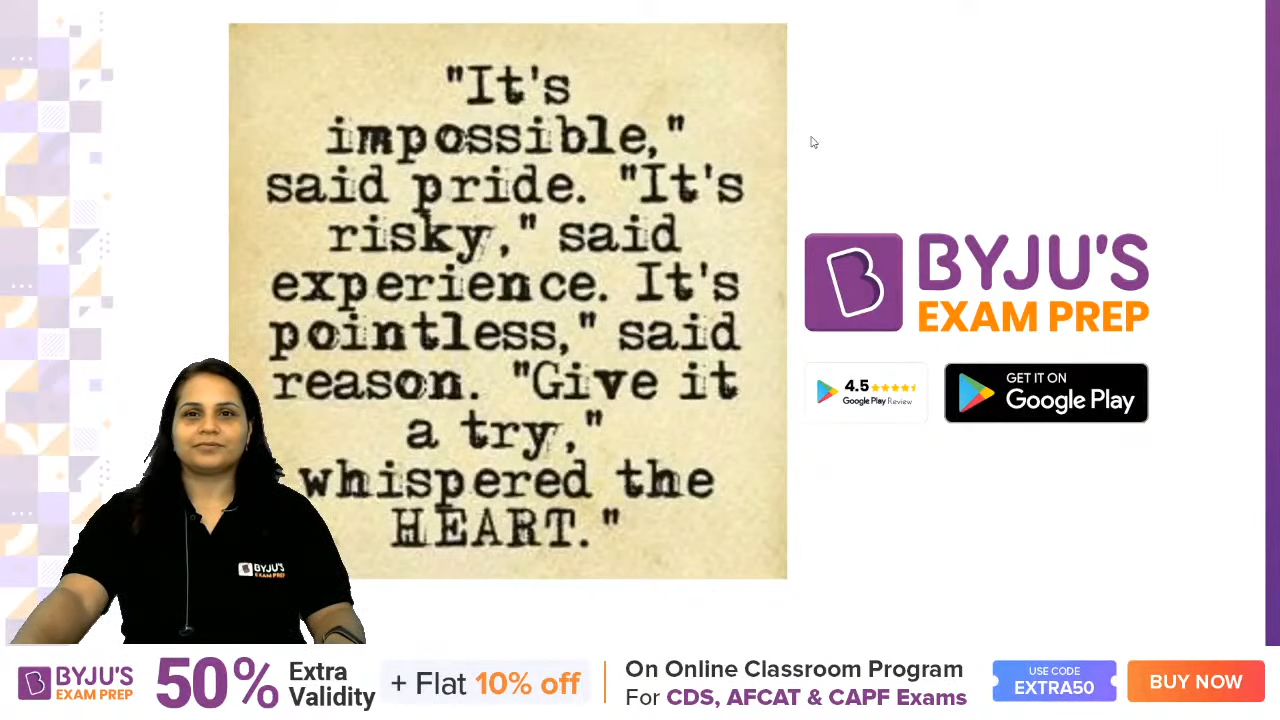 "It's
impossible,"
said pride. "It's
risky," said
experience. It's
pointless," said
reason. "Give it
a try,"
whispered the
HEART."
BYJU'S
EXAM PREP
4.5
Google Play Review
GET IT ON
Google Play
BYJU'S
EXAM PREP
BYJU'S
EXAM PREP
50%
Extra
Validity
+ Flat 10% off
On Online Classroom Program
For CDS, AFCAT & CAPF Exams
USE CODE
EXTRA50
BUY NOW